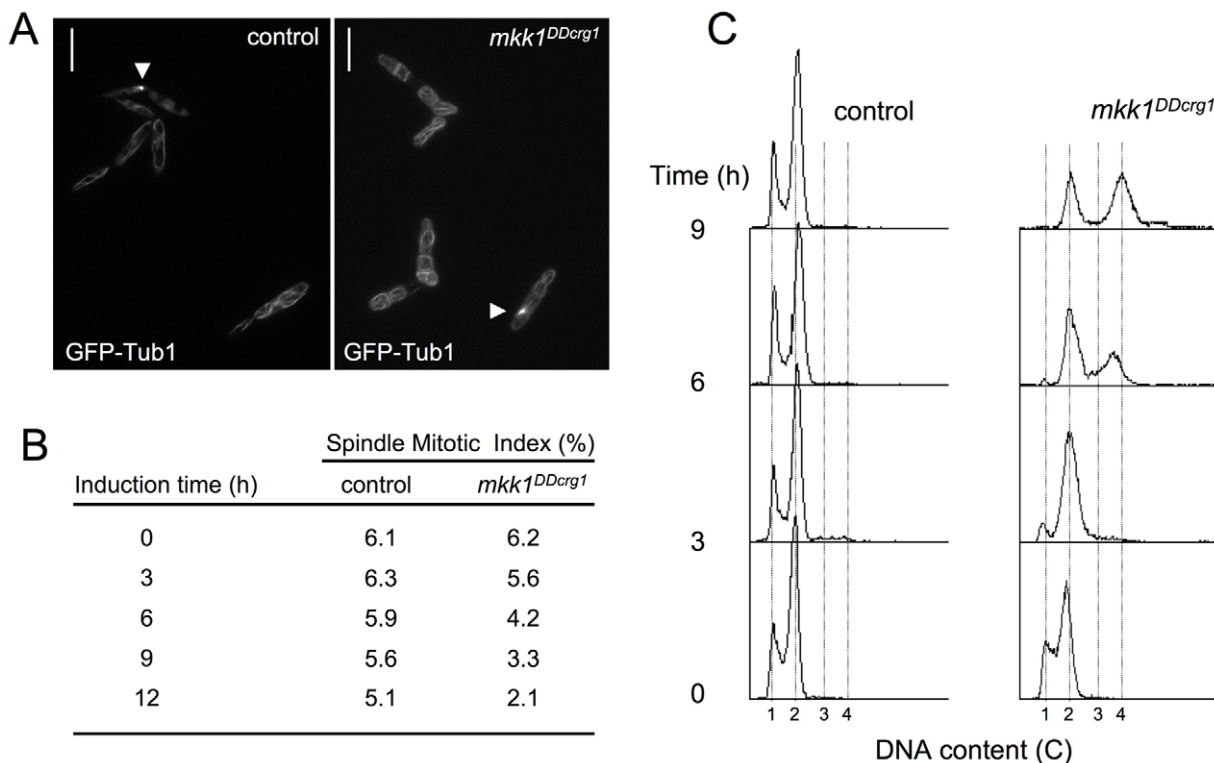 A
control
mkk1DDcrg1
GFP-Tub1
GFP-Tub1
B
Spindle Mitotic Index (%)
Induction time (h) control mkk1DDcrg1
0 6.1 6.2
3 6.3 5.6
6 5.9 4.2
9 5.6 3.3
12 5.1 2.1
C
control
mkk1DDcrg1
Time (h)
9
6
3
0
1 2 3 4
1 2 3 4
DNA content (C)